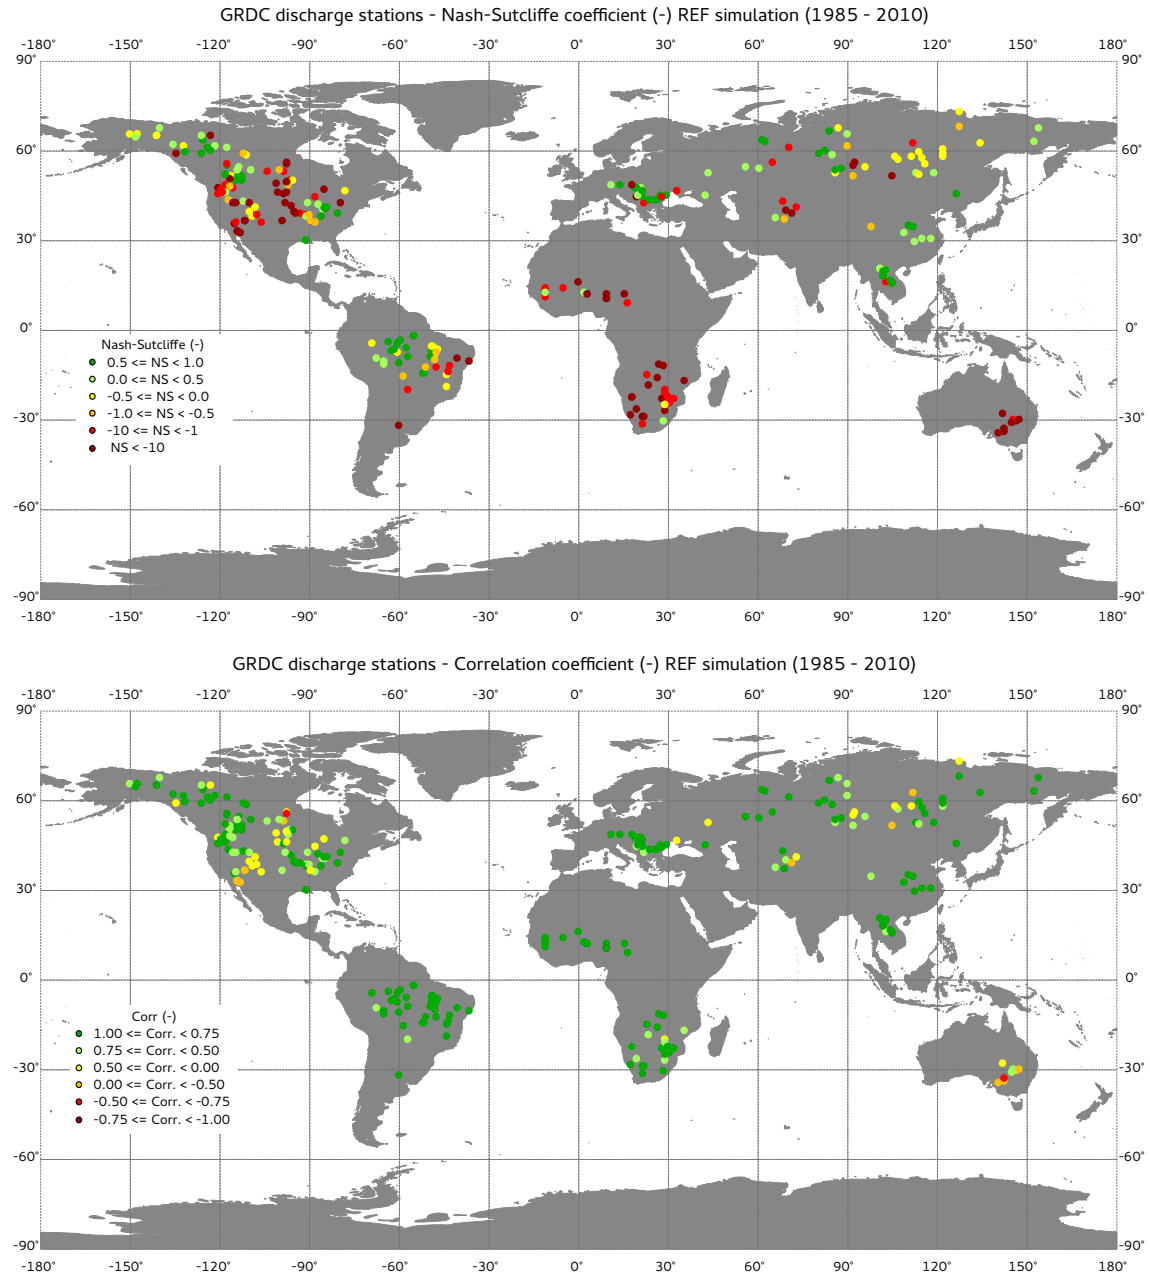 GRDC discharge stations - Nash-Sutcliffe coefficient (-) REF simulation (1985 - 2010)
-180° -150° -120° -90° -60° -30° 0° 30° 60° 90° 120° 150° 180°
90° 90°
60° 60°
30° 30°
0° 0°
Nash-Sutcliffe (-)
0.5 <= NS < 1.0
0.0 <= NS < 0.5
-0.5 <= NS < 0.0
-1.0 <= NS < -0.5
-10 <= NS < -1
NS < -10
-30° -30°
-60° -60°
-90° -90°
-180° -150° -120° -90° -60° -30° 0° 30° 60° 90° 120° 150° 180°
GRDC discharge stations - Correlation coefficient (-) REF simulation (1985 - 2010)
-180° -150° -120° -90° -60° -30° 0° 30° 60° 90° 120° 150° 180°
90° 90°
60° 60°
30° 30°
0° 0°
Corr (-)
1.00 <= Corr. < 0.75
0.75 <= Corr. < 0.50
0.50 <= Corr. < 0.00
0.00 <= Corr. < -0.50
-0.50 <= Corr. < -0.75
-0.75 <= Corr. < -1.00
-30° -30°
-60° -60°
-90° -90°
-180° -150° -120° -90° -60° -30° 0° 30° 60° 90° 120° 150° 180°